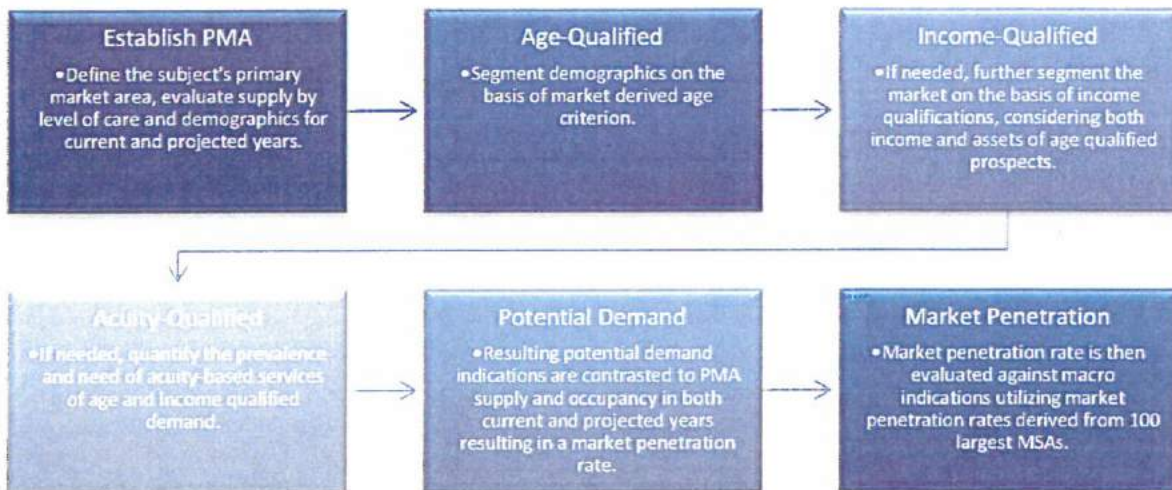 Establish PMA
•Define the subject's primary
market area, evaluate supply by
level of care and demographics for
current and projected years.
Age-Qualified
•Segment demographics on the
basis of market derived age
criterion.
Income-Qualified
•If needed, further segment the
market on the basis of income
qualifications, considering both
income and assets of age qualified
prospects.
Acuity-Qualified
•If needed, quantify the prevalence
and need of acuity-based services
of age and income qualified
demand.
Potential Demand
•Resulting potential demand
indications are contrasted to PMA
supply and occupancy in both
current and projected years
resulting in a market penetration
rate.
Market Penetration
•Market penetration rate is then
evaluated against macro
indications utilizing market
penetration rates derived from 100
largest MSAs.